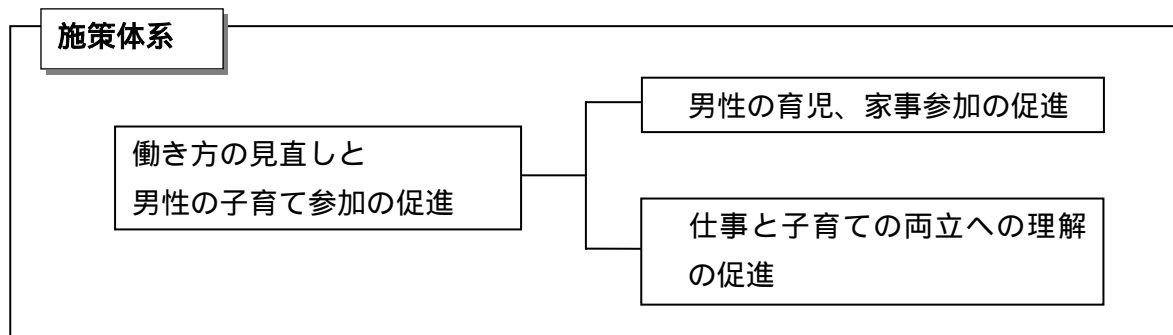 施策体系
男性の育児、家事参加の促進
働き方の見直しと
男性の子育て参加の促進
仕事と子育ての両立への理解
の促進